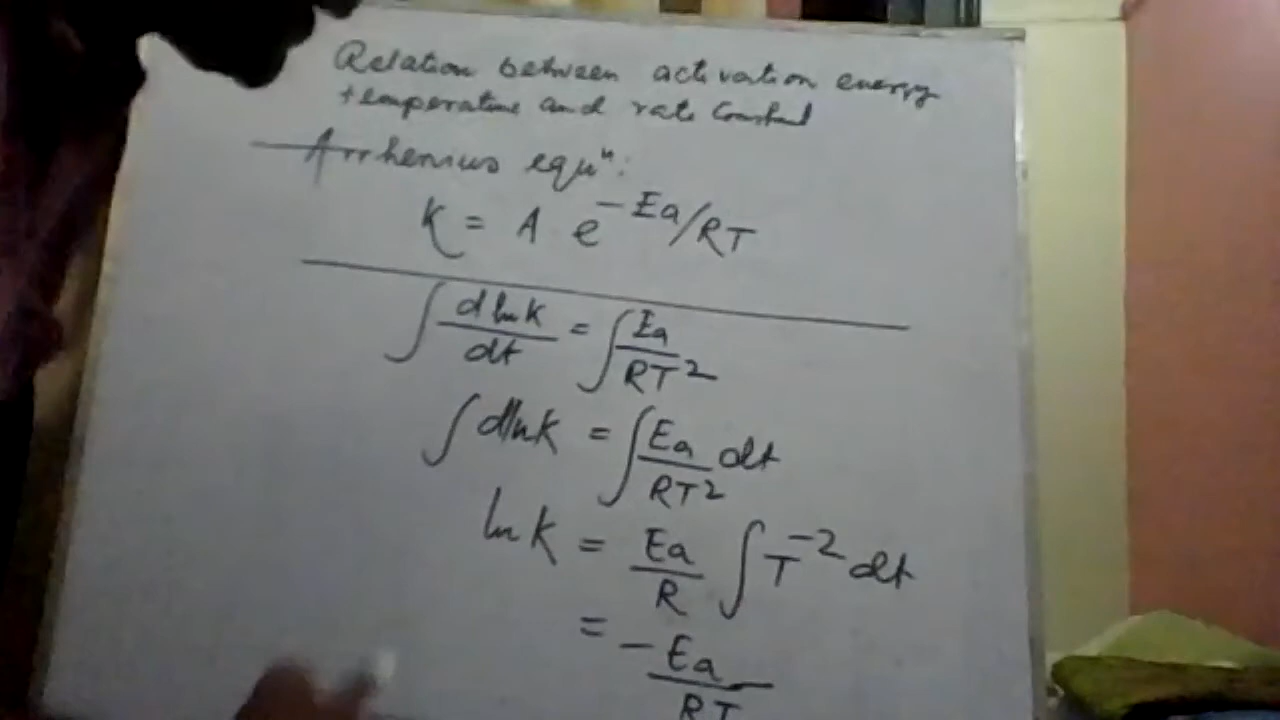 Relation between activation energy
temperature and rate constant
Arrhenius equⁿ:
K = A e^-Ea/RT
∫ dlnk/dt = ∫ Ea/RT²
∫ dlnK = ∫ Ea/RT² dt
lnK = Ea/R ∫ T^-2 dt
= -Ea/RT